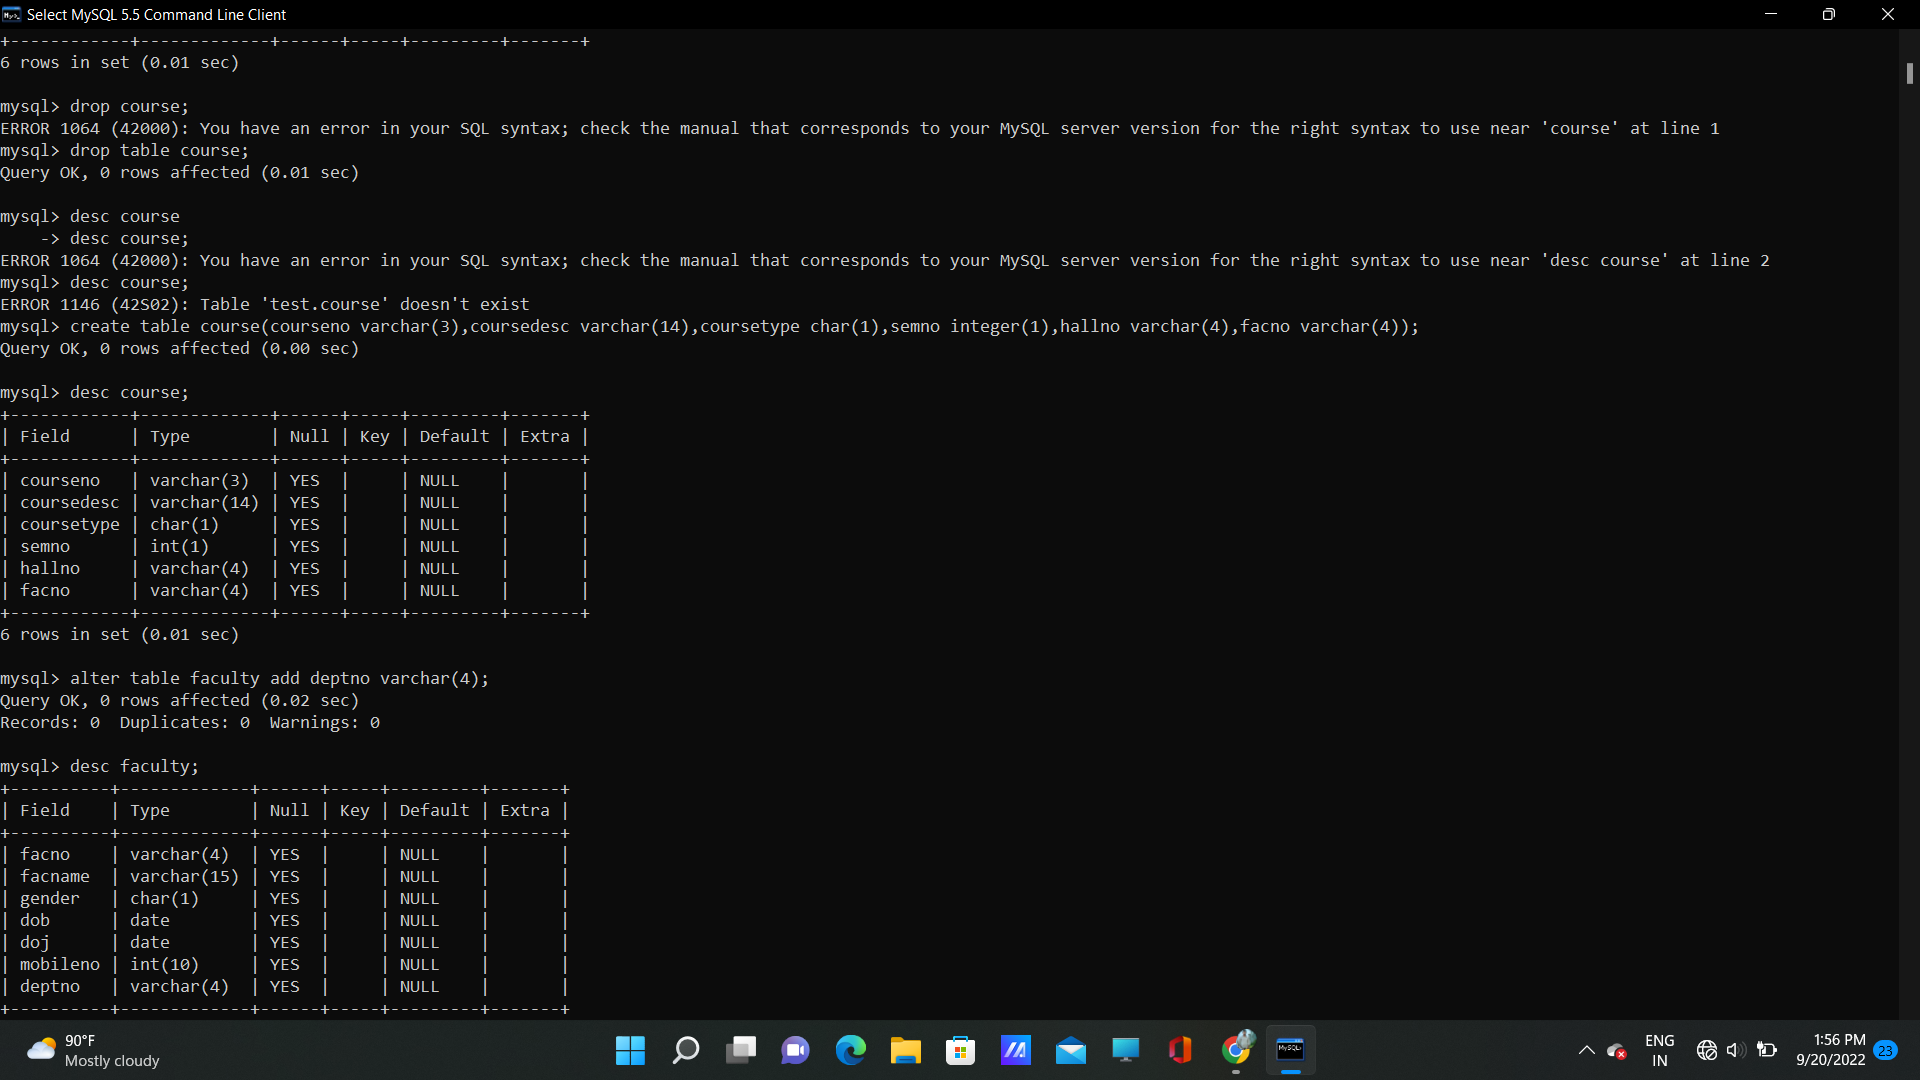 Select MySQL 5.5 Command Line Client
+------------+-------------+------+-----+---------+-------+
6 rows in set (0.01 sec)
mysql> drop course;
ERROR 1064 (42000): You have an error in your SQL syntax; check the manual that corresponds to your MySQL server version for the right syntax to use near 'course' at line 1
mysql> drop table course;
Query OK, 0 rows affected (0.01 sec)
mysql> desc course
    -> desc course;
ERROR 1064 (42000): You have an error in your SQL syntax; check the manual that corresponds to your MySQL server version for the right syntax to use near 'desc course' at line 2
mysql> desc course;
ERROR 1146 (42S02): Table 'test.course' doesn't exist
mysql> create table course(courseno varchar(3),coursedesc varchar(14),coursetype char(1),semno integer(1),hallno varchar(4),facno varchar(4));
Query OK, 0 rows affected (0.00 sec)
mysql> desc course;
+------------+-------------+------+-----+---------+-------+
| Field      | Type        | Null | Key | Default | Extra |
+------------+-------------+------+-----+---------+-------+
| courseno   | varchar(3)  | YES  |     | NULL    |       |
| coursedesc | varchar(14) | YES  |     | NULL    |       |
| coursetype | char(1)     | YES  |     | NULL    |       |
| semno      | int(1)      | YES  |     | NULL    |       |
| hallno     | varchar(4)  | YES  |     | NULL    |       |
| facno      | varchar(4)  | YES  |     | NULL    |       |
+------------+-------------+------+-----+---------+-------+
6 rows in set (0.01 sec)
mysql> alter table faculty add deptno varchar(4);
Query OK, 0 rows affected (0.02 sec)
Records: 0  Duplicates: 0  Warnings: 0
mysql> desc faculty;
+----------+-------------+------+-----+---------+-------+
| Field    | Type        | Null | Key | Default | Extra |
+----------+-------------+------+-----+---------+-------+
| facno    | varchar(4)  | YES  |     | NULL    |       |
| facname  | varchar(15) | YES  |     | NULL    |       |
| gender   | char(1)     | YES  |     | NULL    |       |
| dob      | date        | YES  |     | NULL    |       |
| doj      | date        | YES  |     | NULL    |       |
| mobileno | int(10)     | YES  |     | NULL    |       |
| deptno   | varchar(4)  | YES  |     | NULL    |       |
+----------+-------------+------+-----+---------+-------+
90°F
Mostly cloudy
MySQL:
ENG
IN
1:56 PM
9/20/2022
23